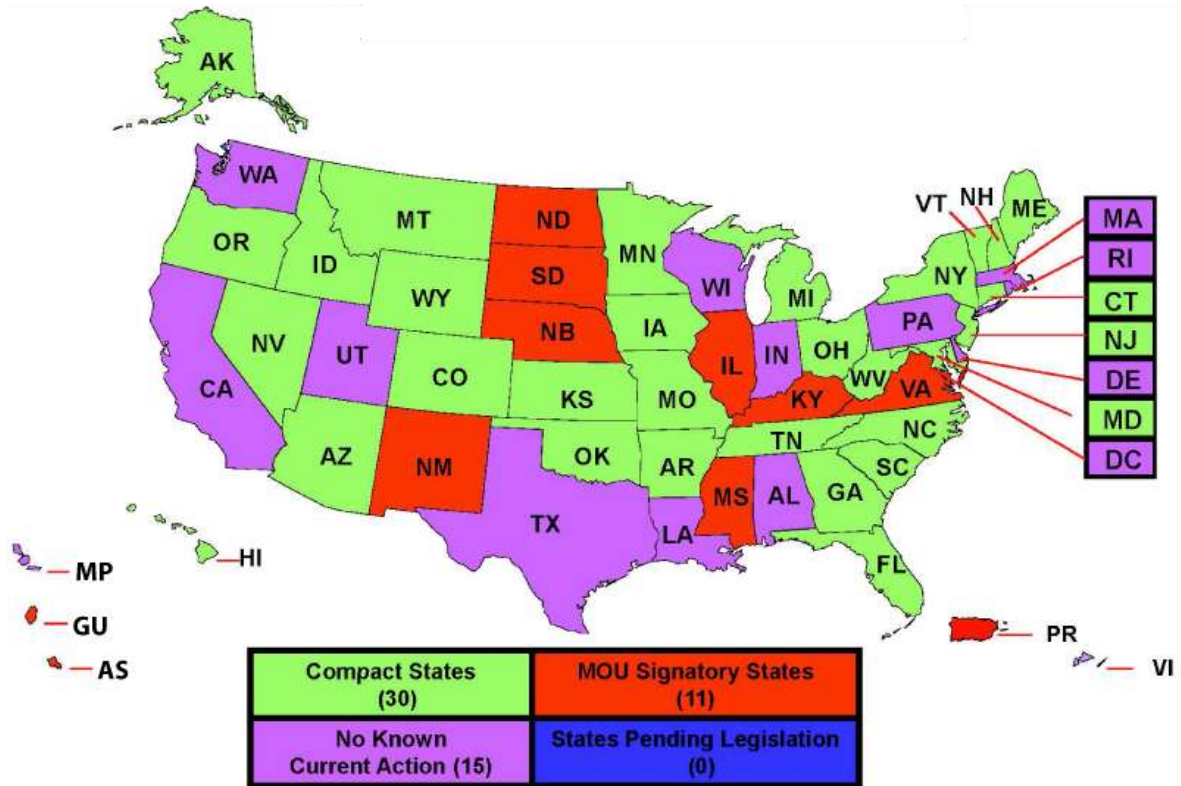 AK
WA
MT
ND
MN
VT
NH
ME
MA
OR
ID
SD
WI
NY
RI
WY
MI
CT
NB
IA
PA
NJ
NV
UT
CO
IL
IN
OH
DE
CA
KS
MO
WV
VA
KY
MD
NC
TN
DC
AZ
NM
OK
AR
SC
MS
AL
GA
TX
LA
HI
FL
MP
GU
PR
AS
VI
Compact States
(30)
MOU Signatory States
(11)
No Known
Current Action (15)
States Pending Legislation
(0)